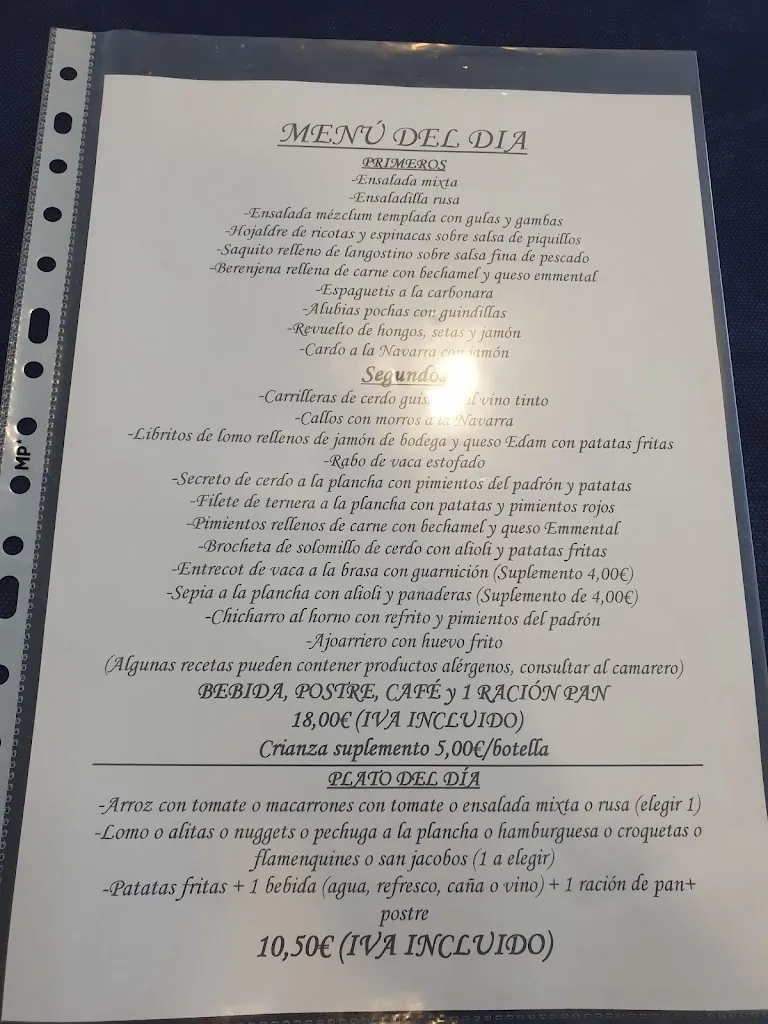 MENÚ DEL DIA
PRIMEROS
-Ensalada mixta
-Ensaladilla rusa
-Ensalada mézclum templada con gulas y gambas
-Hojaldre de ricotas y espinacas sobre salsa de piquillos
-Saquito relleno de langostino sobre salsa fina de pescado
-Berenjena rellena de carne con bechamel y queso emmental
-Espaguetis a la carbonara
-Alubias pochas con guindillas
-Revuelto de hongos, setas y jamón
-Cardo a la Navarra con jamón
Segundos
-Carrilleras de cerdo vino tinto
-Callos con morros a la Navarra
-Libritos de lomo rellenos de jamón de bodega y queso Edam con patatas fritas
-Rabo de vaca estofado
-Secreto de cerdo a la plancha con pimientos del padrón y patatas
-Filete de ternera a la plancha con patatas y pimientos rojos
-Pimientos rellenos de carne con bechamel y queso Emmental
-Brocheta de solomillo de cerdo con alioli y patatas fritas
-Entrecot de vaca a la brasa con guarnición (Suplemento 4,00€)
-Sepia a la plancha con alioli y panaderas (Suplemento de 4,00€)
-Chicharro al horno con refrito y pimientos del padrón
-Ajoarriero con huevo frito
(Algunas recetas pueden contener productos alérgenos, consultar al camarero)
BEBIDA, POSTRE, CAFÉ y 1 RACIÓN PAN
18,00€ (IVA INCLUIDO)
Crianza suplemento 5,00€/botella
PLATO DEL DÍA
-Arroz con tomate o macarrones con tomate o ensalada mixta o rusa (elegir 1)
-Lomo o alitas o nuggets o pechuga a la plancha o hamburguesa o croquetas o
flamenquines o san jacobos (1 a elegir)
-Patatas fritas + 1 bebida (agua, refresco, caña o vino) + 1 ración de pan+
postre
10,50€ (IVA INCLUIDO)
MP